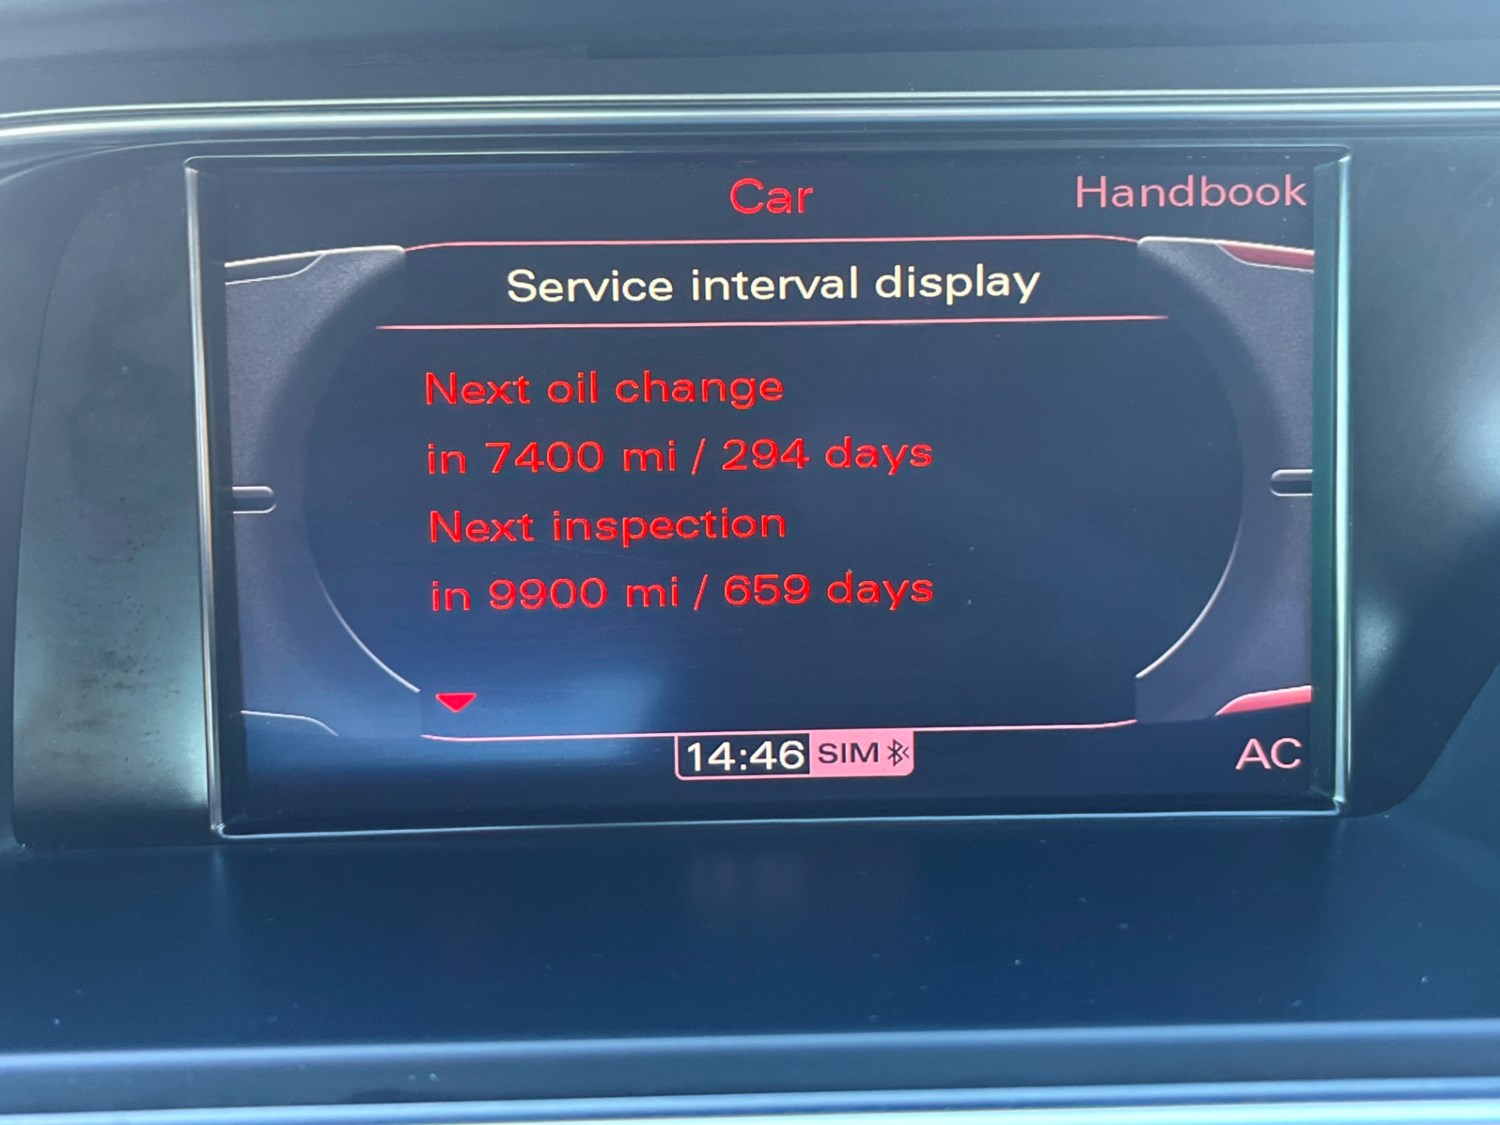 Car
Handbook
Service interval display
Next oil change
in 7400 mi / 294 days
Next inspection
in 9900 mi / 659 days
14:46 SIM
AC